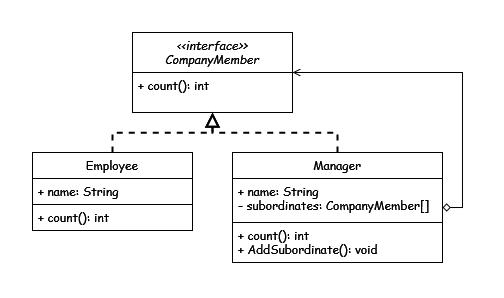 <<interface>>
CompanyMember
+ count(): int
Employee
+ name: String
+ count(): int
Manager
+ name: String
- subordinates: CompanyMember[]
+ count(): int
+ AddSubordinate(): void